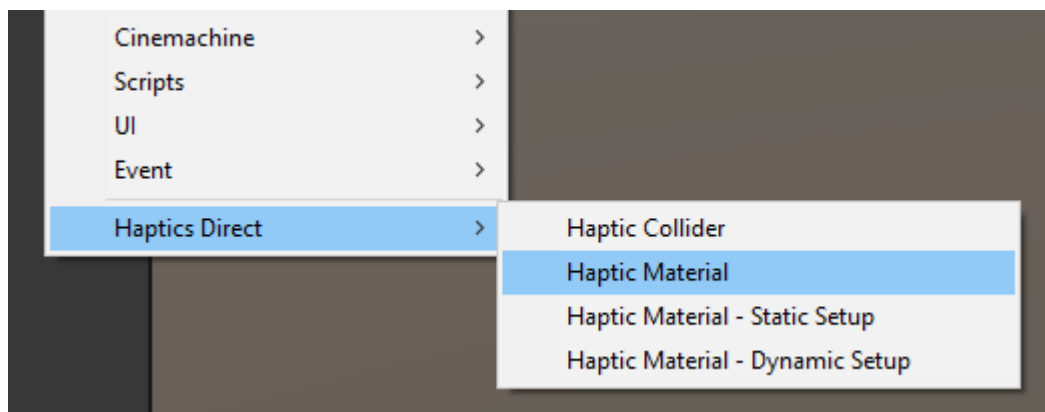 Cinemachine
Scripts
UI
Event
Haptics Direct
Haptic Collider
Haptic Material
Haptic Material - Static Setup
Haptic Material - Dynamic Setup